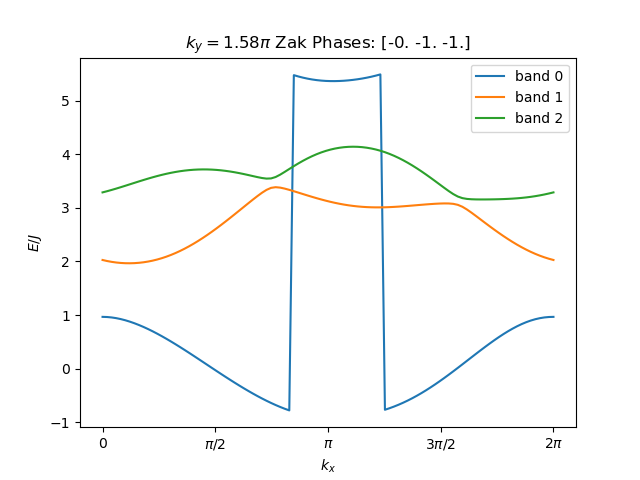 $k_y = 1.58\pi$ Zak Phases: [-0. -1. -1.]
band 0
band 1
band 2
E/J
5
4
3
2
1
0
−1
0
π/2
π
3π/2
2π
$k_x$